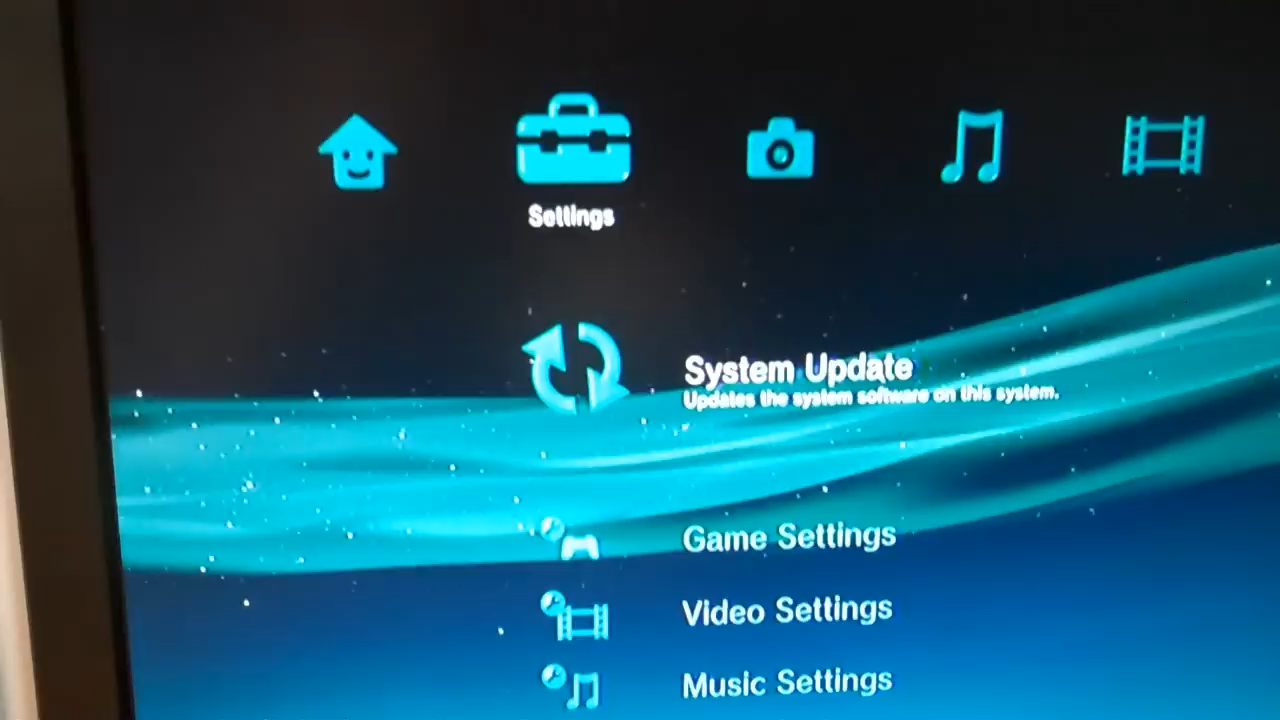 Settings
System Update
Updates the system software on this system.
Game Settings
Video Settings
Music Settings